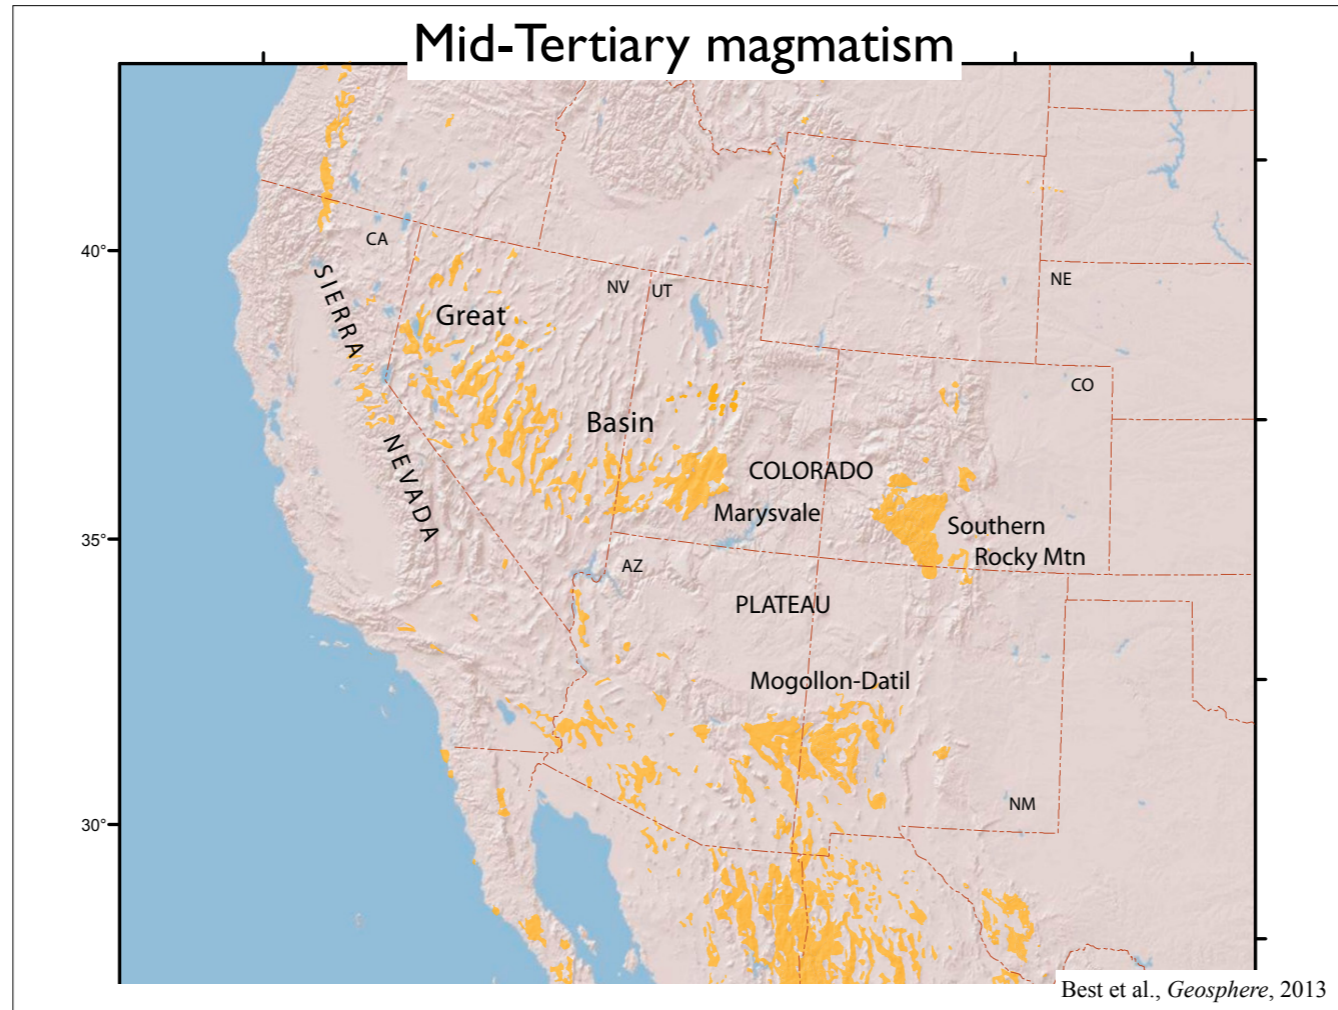 Mid-Tertiary magmatism
40°
35°
30°
CA
SIERRA
NEVADA
Great
Basin
NV
UT
NE
CO
COLORADO
Marysvale
Southern
Rocky Mtn
AZ
PLATEAU
Mogollon-Datil
NM
Best et al., Geosphere, 2013